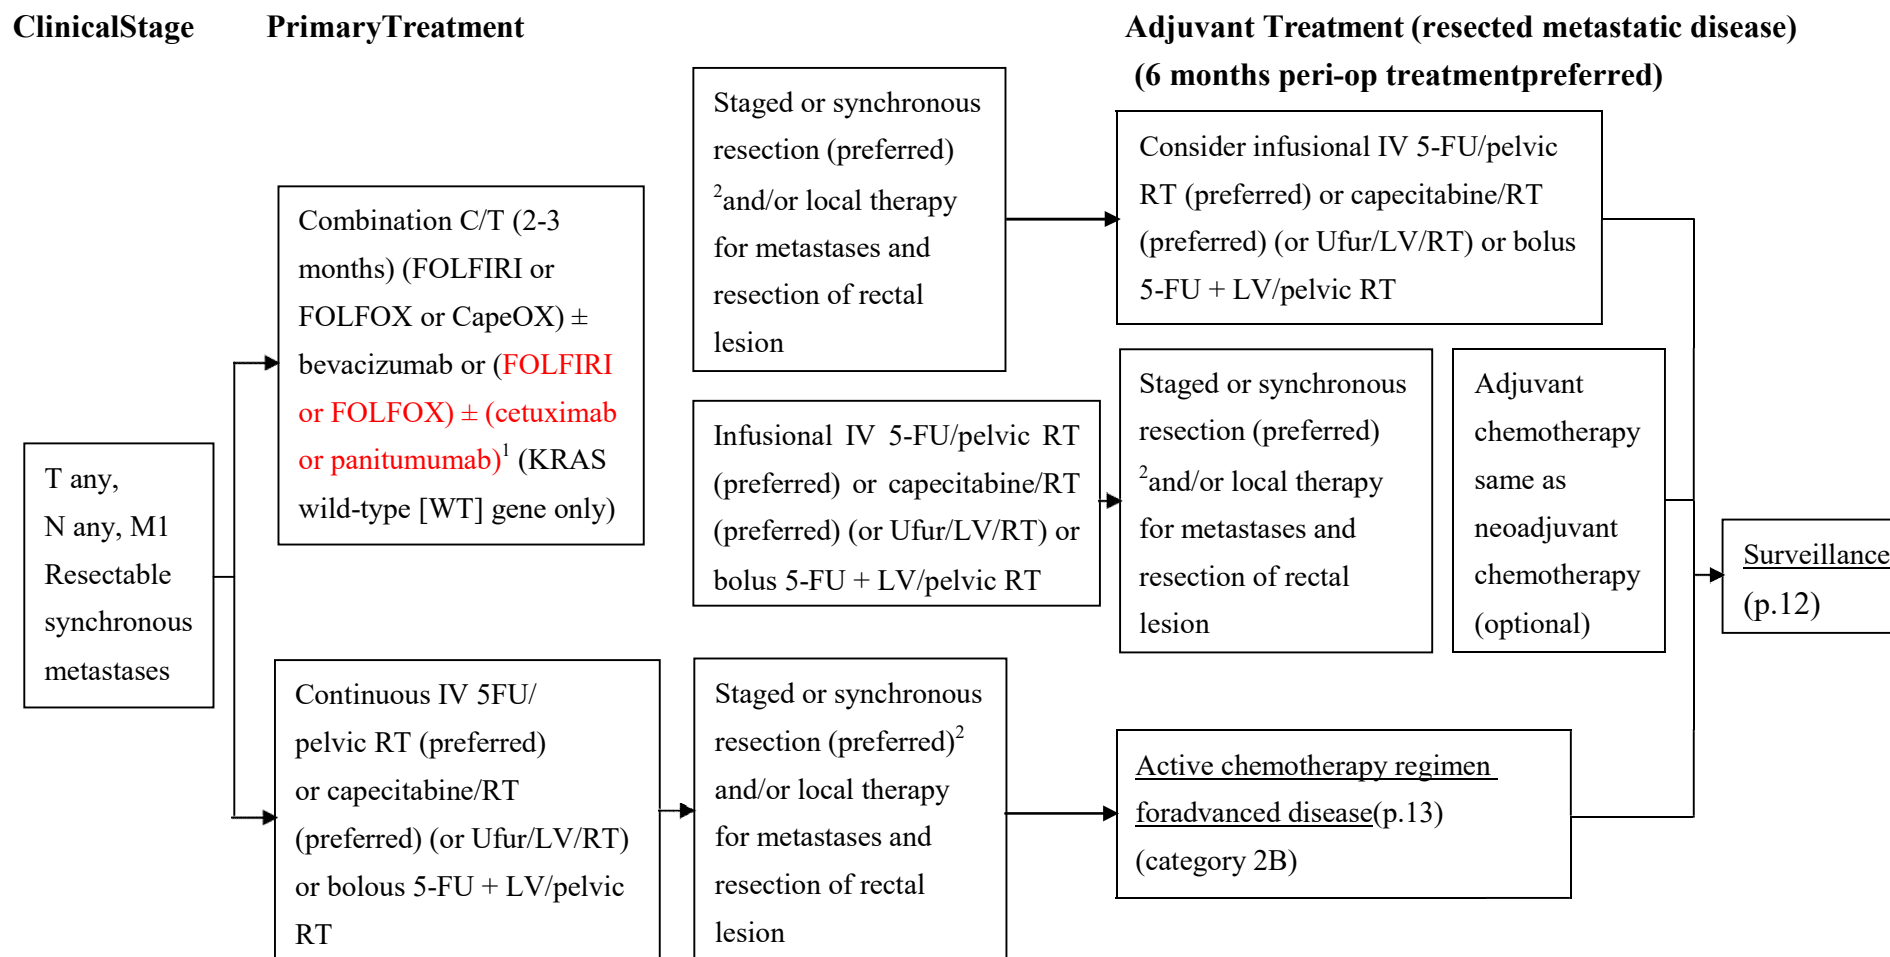 ClinicalStage
PrimaryTreatment
Adjuvant Treatment (resected metastatic disease)
(6 months peri-op treatmentpreferred)
T any,
N any, M1
Resectable
synchronous
metastases
Combination C/T (2-3
months) (FOLFIRI or
FOLFOX or CapeOX) ±
bevacizumab or (FOLFIRI
or FOLFOX) ± (cetuximab
or panitumumab)1 (KRAS
wild-type [WT] gene only)
Staged or synchronous
resection (preferred)
2and/or local therapy
for metastases and
resection of rectal
lesion
Consider infusional IV 5-FU/pelvic
RT (preferred) or capecitabine/RT
(preferred) (or Ufur/LV/RT) or bolus
5-FU + LV/pelvic RT
Infusional IV 5-FU/pelvic RT
(preferred) or capecitabine/RT
(preferred) (or Ufur/LV/RT) or
bolus 5-FU + LV/pelvic RT
Staged or synchronous
resection (preferred)
2and/or local therapy
for metastases and
resection of rectal
lesion
Adjuvant
chemotherapy
same as
neoadjuvant
chemotherapy
(optional)
Continuous IV 5FU/
pelvic RT (preferred)
or capecitabine/RT
(preferred) (or Ufur/LV/RT)
or bolous 5-FU + LV/pelvic
RT
Staged or synchronous
resection (preferred)2
and/or local therapy
for metastases and
resection of rectal
lesion
Active chemotherapy regimen
foradvanced disease(p.13)
(category 2B)
Surveillance
(p.12)